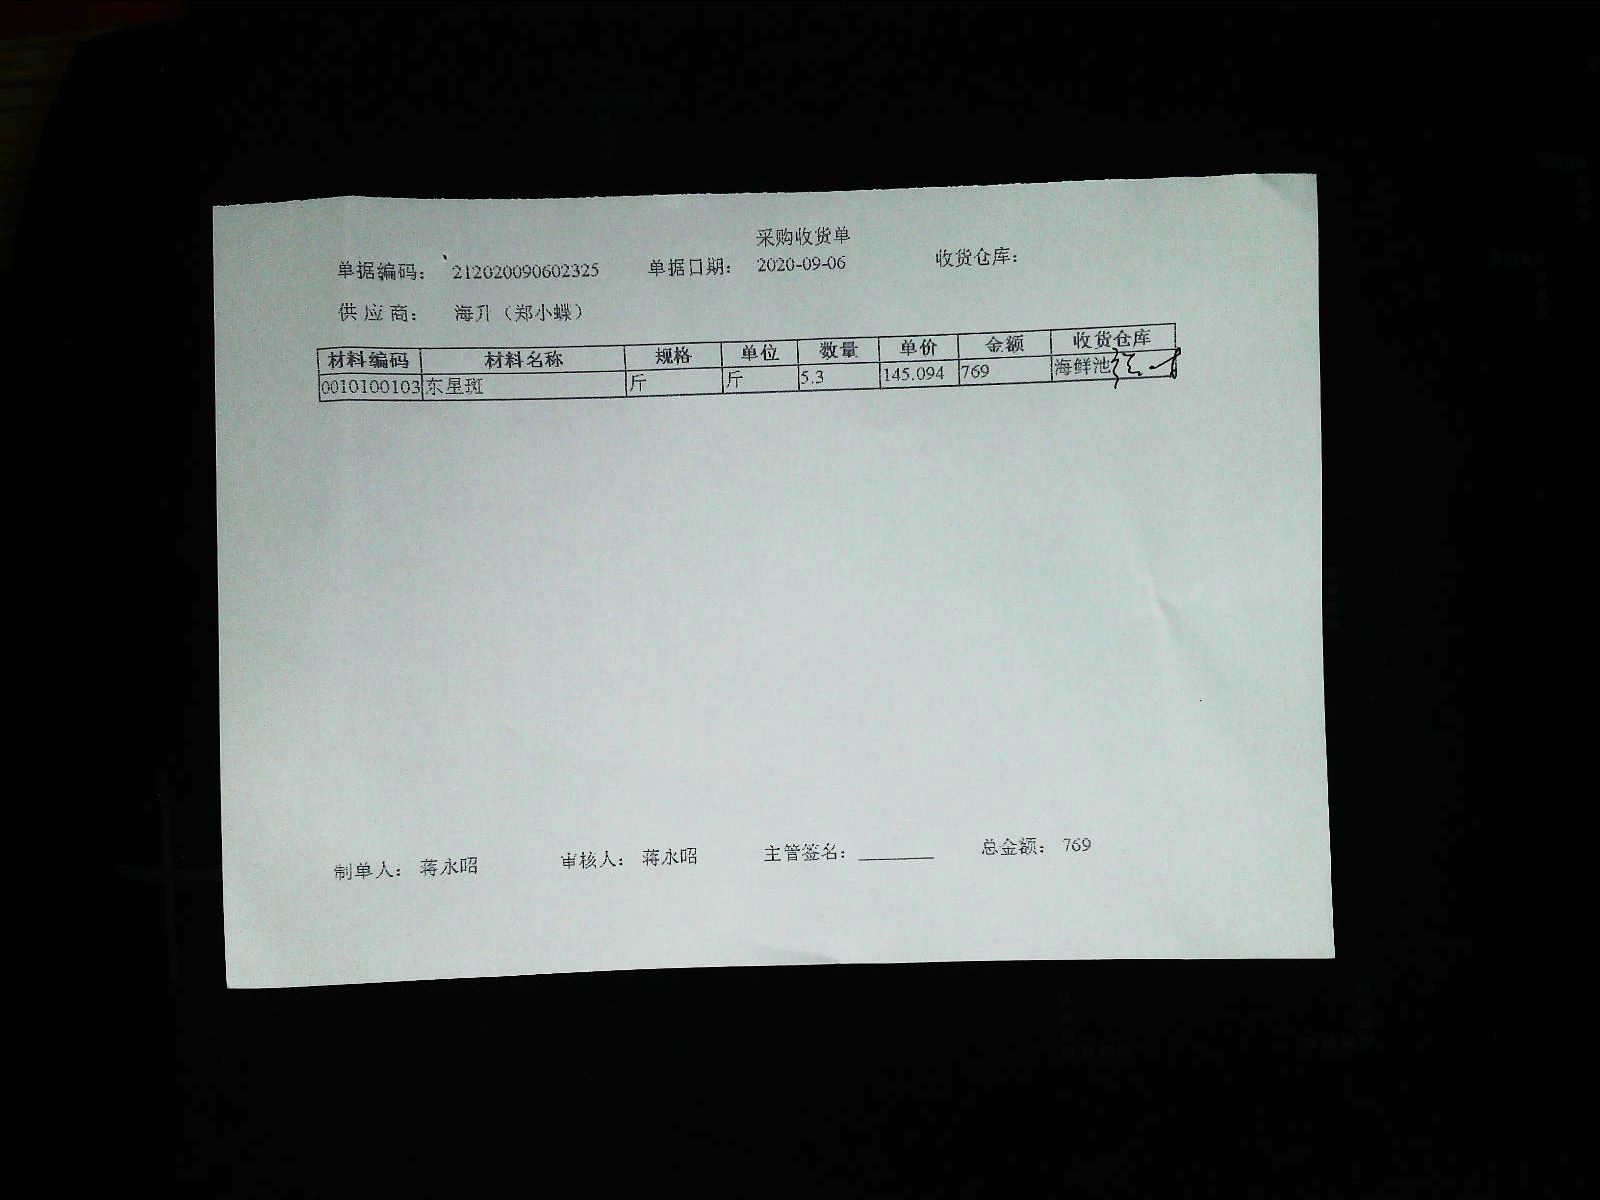 采购收货单
单据编码: 212020090602325 单据日期: 2020-09-06 收货仓库:
供应商: 海升（郑小蝶）
材料编码 材料名称 规格 单位 数量 单价 金额 收货仓库
0010100103 东星斑 斤 斤 5.3 145.094 769 海鲜池
制单人: 蒋永昭 审核人: 蒋永昭 主管签名: ________ 总金额: 769